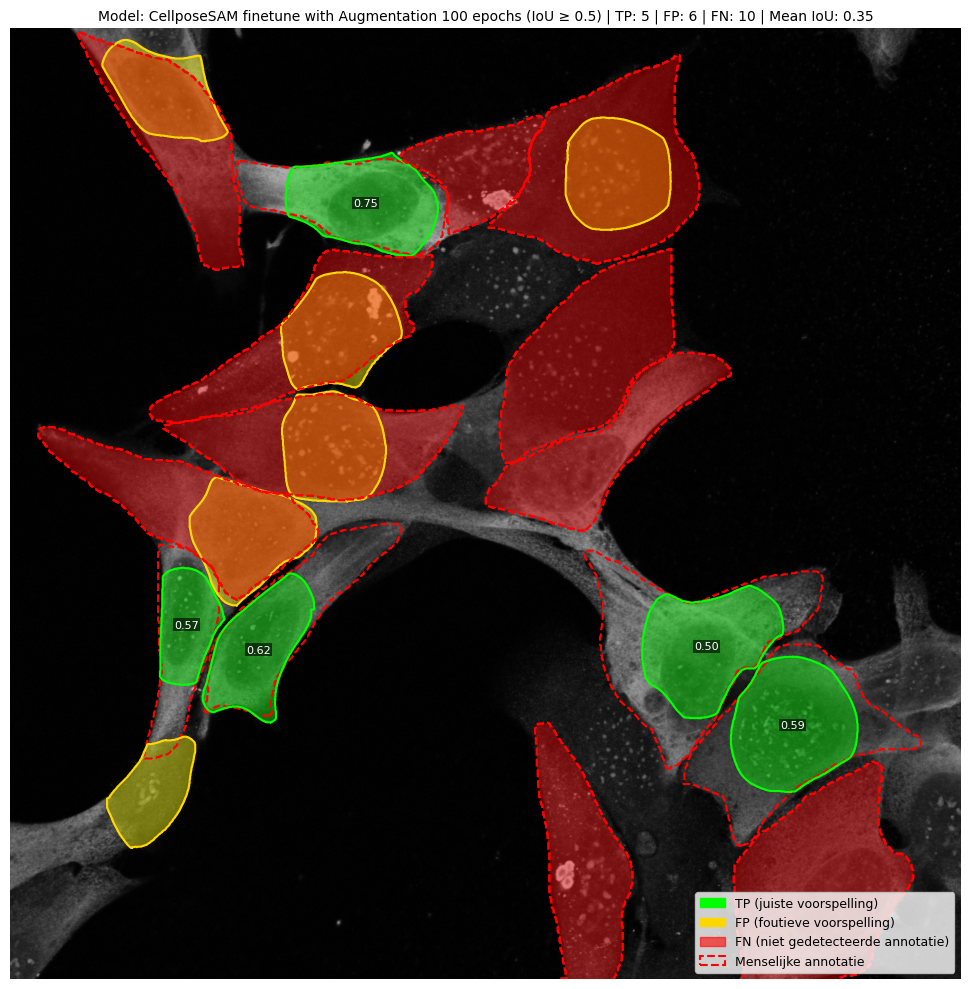 Model: CellposeSAM finetune with Augmentation 100 epochs (IoU ≥ 0.5) | TP: 5 | FP: 6 | FN: 10 | Mean IoU: 0.35
0.75
0.57
0.62
0.50
0.59
TP (juiste voorspelling)
FP (foutieve voorspelling)
FN (niet gedetecteerde annotatie)
Menselijke annotatie